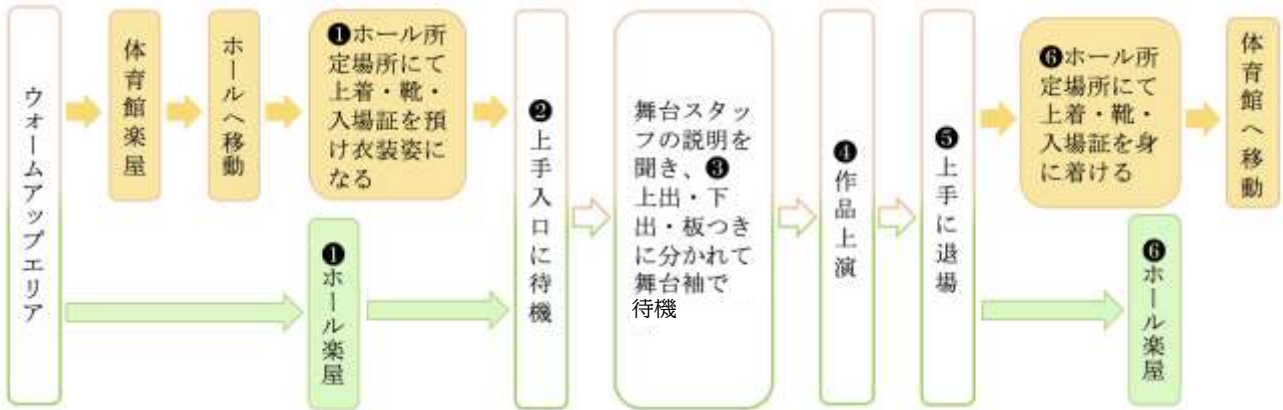 ウォームアップエリア
体育館楽屋
ホールへ移動
❶ホール所
定場所にて
上着・靴・
入場証を預
け衣装姿に
なる
❶ホール楽屋
❷上手入口に待機
舞台スタッ
フの説明を
聞き、❸
上出・下
出・板つき
に分かれて
舞台袖で
待機
❹作品上演
❺上手に退場
❻ホール所
定場所にて
上着・靴・
入場証を身
に着ける
体育館へ移動
❻ホール楽屋